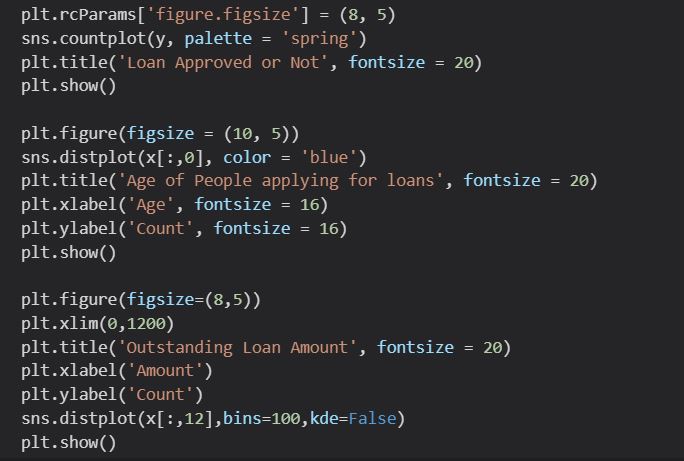 plt.rcParams['figure.figsize'] = (8, 5)
sns.countplot(y, palette = 'spring')
plt.title('Loan Approved or Not', fontsize = 20)
plt.show()

plt.figure(figsize = (10, 5))
sns.distplot(x[:,0], color = 'blue')
plt.title('Age of People applying for loans', fontsize = 20)
plt.xlabel('Age', fontsize = 16)
plt.ylabel('Count', fontsize = 16)
plt.show()

plt.figure(figsize=(8,5))
plt.xlim(0,1200)
plt.title('Outstanding Loan Amount', fontsize = 20)
plt.xlabel('Amount')
plt.ylabel('Count')
sns.distplot(x[:,12],bins=100,kde=False)
plt.show()